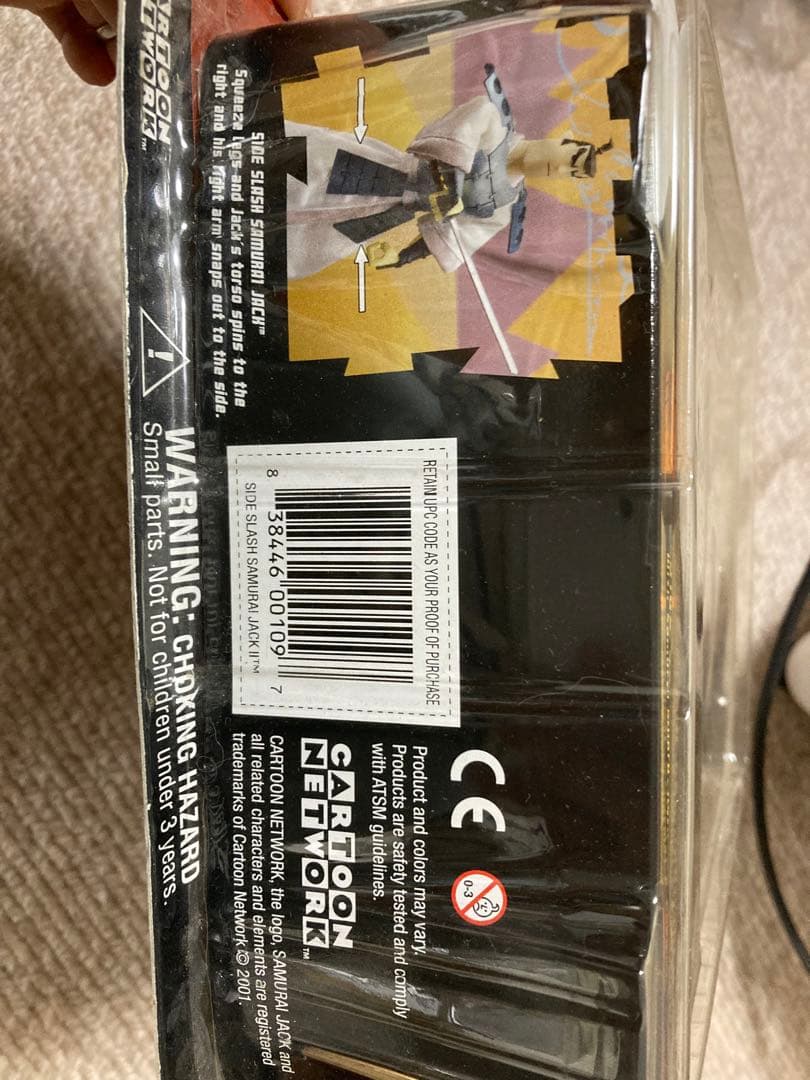 CARTOON
NETWORK™
SIDE SLASH SAMURAI JACK™
Squeeze legs and Jack's torso spins to the
right and his right arm snaps out to the side.
WARNING: CHOKING HAZARD
Small parts. Not for children under 3 years.
RETAIN UPC CODE AS YOUR PROOF OF PURCHASE
8 38446 00109 7
SIDE SLASH SAMURAI JACK II™
CE
0-3
Product and colors may vary.
Products are safety tested and comply
with ATSM guidelines.
CARTOON
NETWORK™
CARTOON NETWORK, the logo, SAMURAI JACK and
all related characters and elements are registered
trademarks of Cartoon Network © 2001.